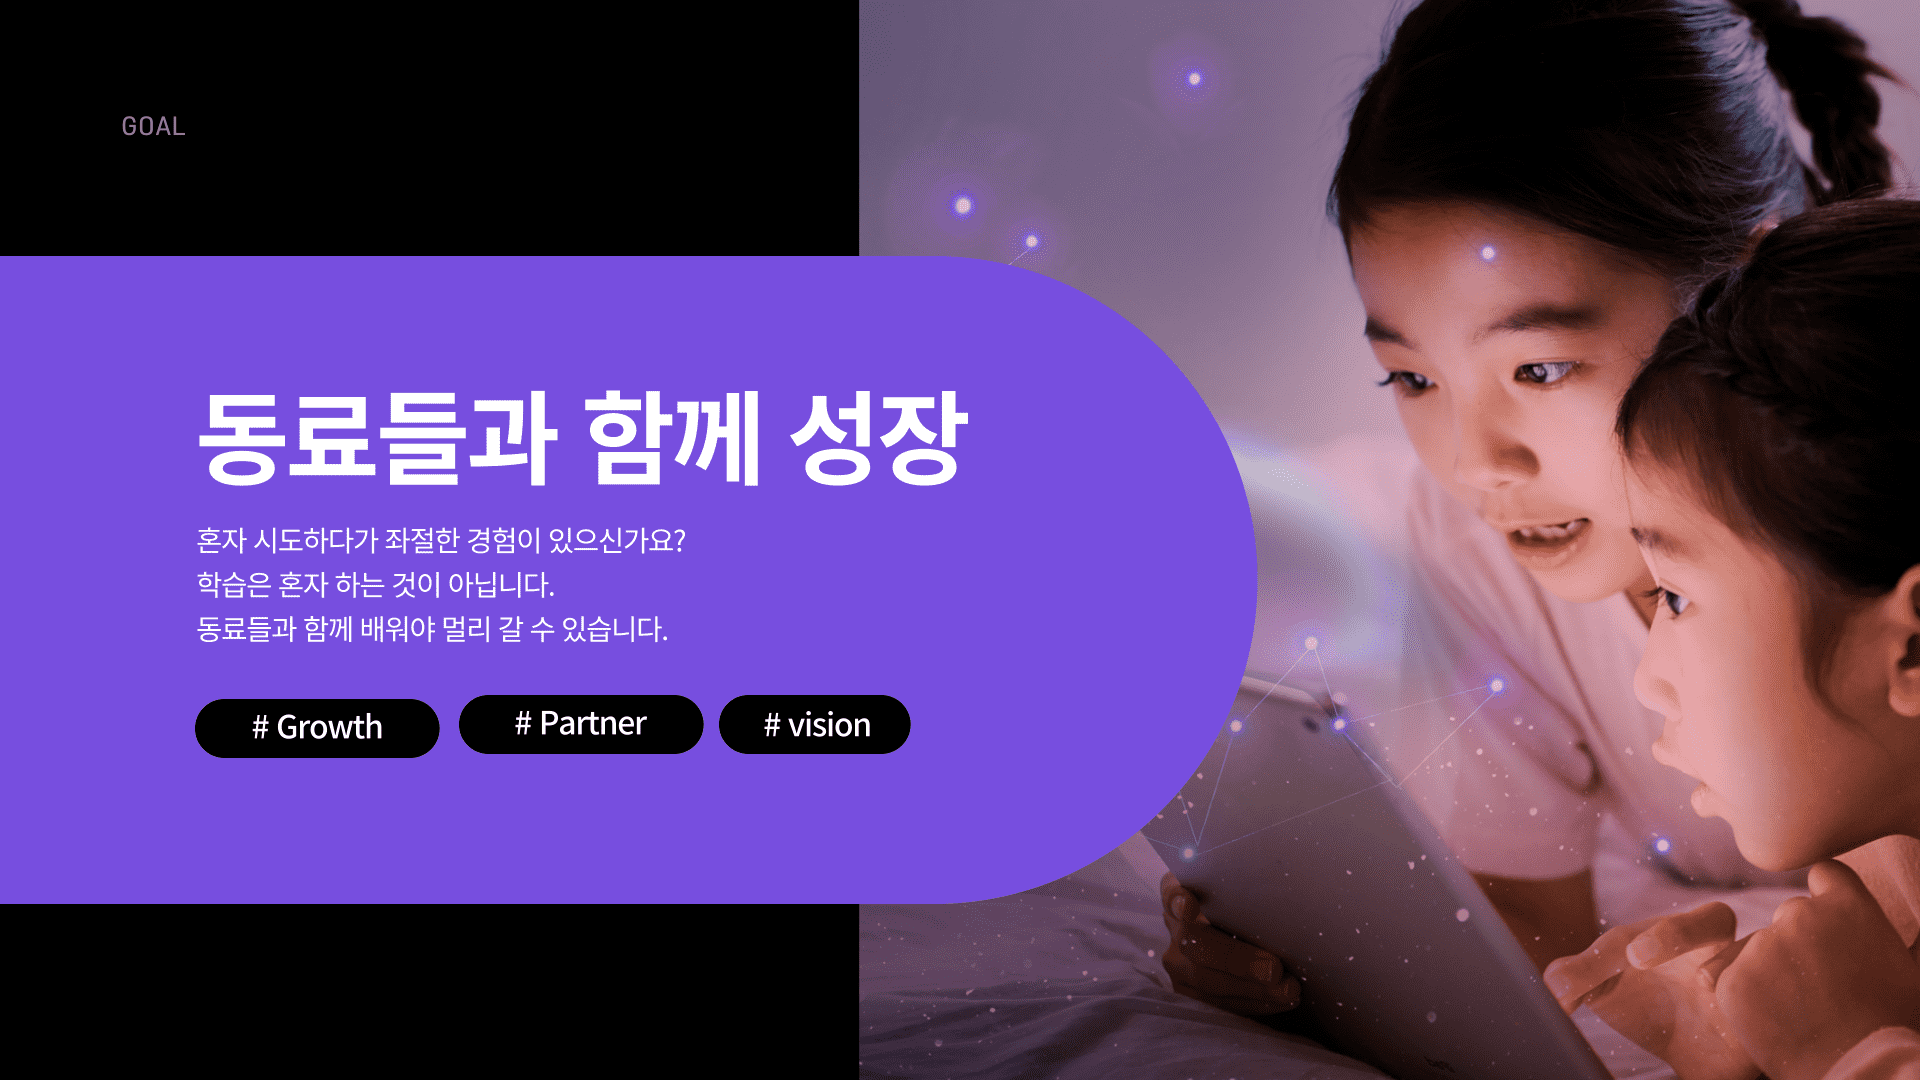 GOAL
동료들과 함께 성장
혼자 시도하다가 좌절한 경험이 있으신가요?
학습은 혼자 하는 것이 아닙니다.
동료들과 함께 배워야 멀리 갈 수 있습니다.
# Growth
# Partner
# vision